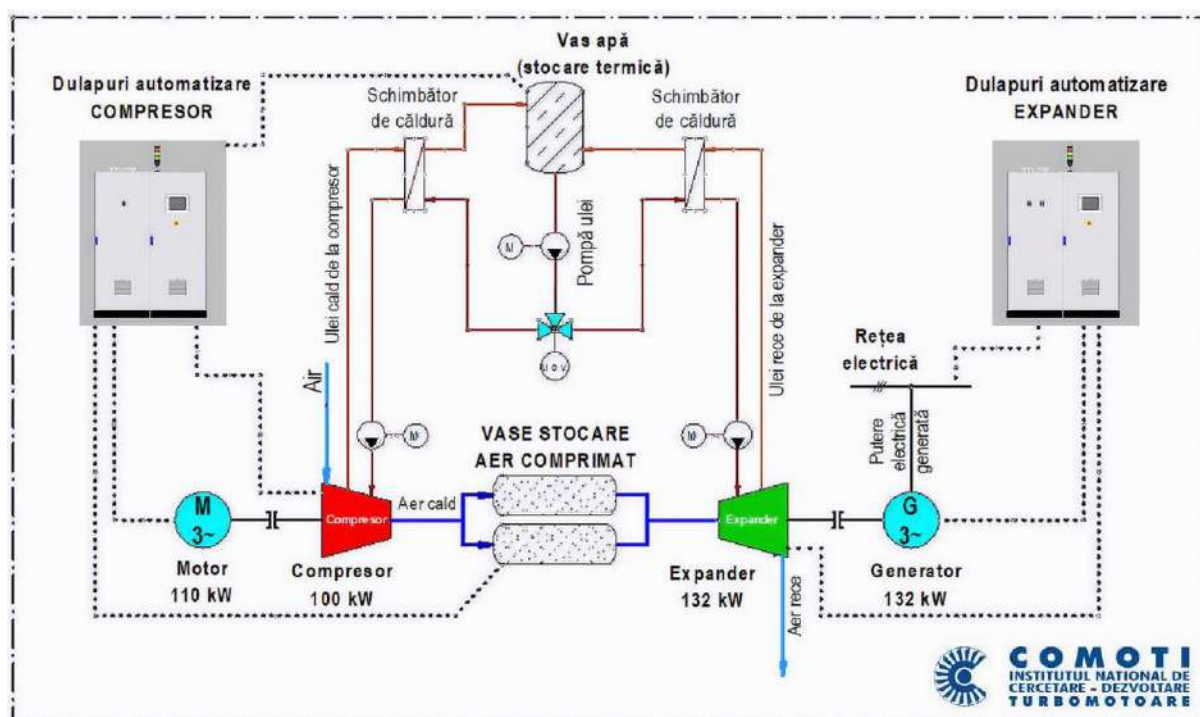 Vas apă
(stocare termică)
Dulapuri automatizare
COMPRESOR
Schimbător
de căldură
Schimbător
de căldură
Dulapuri automatizare
EXPANDER
Ulei cald de la compresor
Pompă ulei
M
Ulei rece de la expander
Air
Rețea
electrică
Putere
electrică
generată
VASE STOCARE
AER COMPRIMAT
M
3~
Compresor
Aer cald
Expander
G
3~
Motor
110 kW
Compresor
100 kW
Expander
132 kW
Generator
132 kW
Aer rece
COMOTI
INSTITUTUL NATIONAL DE
CERCETARE - DEZVOLTARE
TURBOMOTOARE